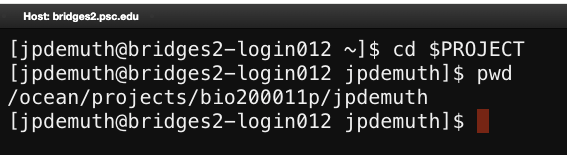 Host: bridges2.psc.edu
[jpdemuth@bridges2-login012 ~]$ cd $PROJECT
[jpdemuth@bridges2-login012 jpdemuth]$ pwd
/ocean/projects/bio200011p/jpdemuth
[jpdemuth@bridges2-login012 jpdemuth]$